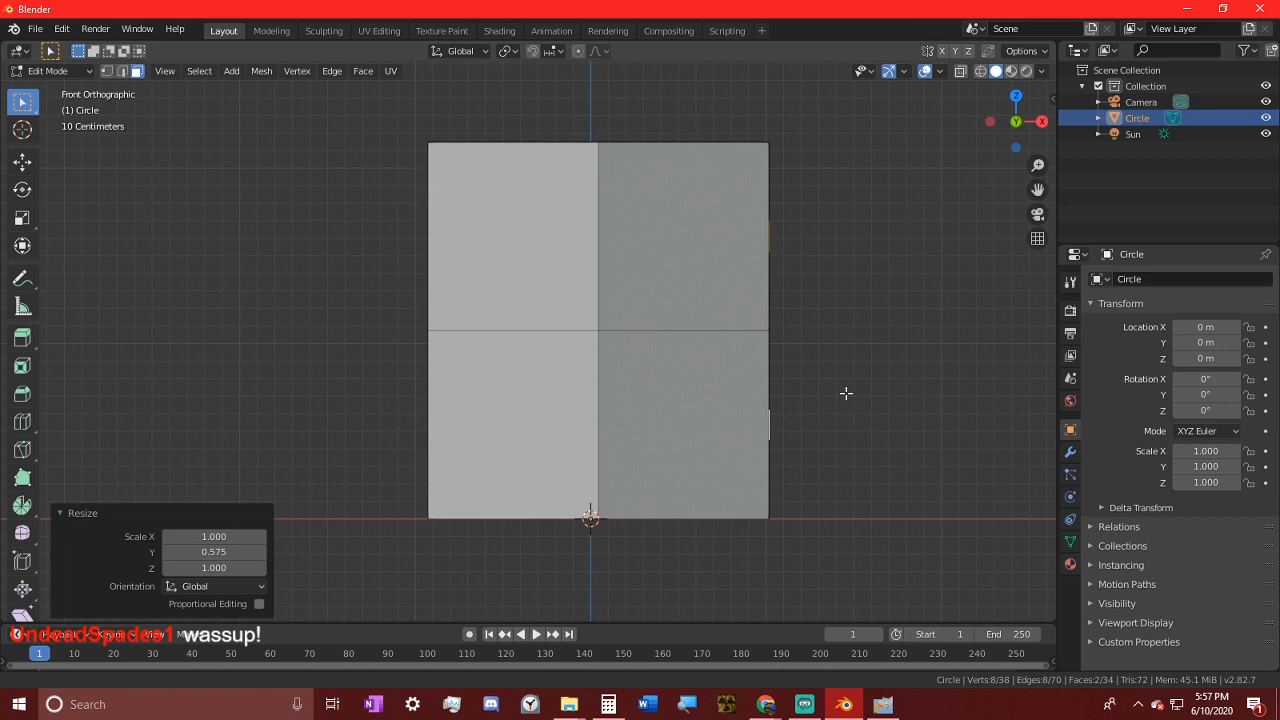 Blender
File Edit Render Window Help Layout Modeling Sculpting UV Editing Texture Paint Shading Animation Rendering Compositing Scripting + Scene View Layer
Global Options X Y Z
Edit Mode View Select Add Mesh Vertex Edge Face UV
Scene Collection
Collection
Camera
Circle
Sun
Front Orthographic
(1) Circle
10 Centimeters
Z
Y X
Circle
Circle
Transform
Location X 0 m
Y 0 m
Z 0 m
Rotation X 0°
Y 0°
Z 0°
Mode XYZ Euler
Scale X 1.000
Y 1.000
Z 1.000
Delta Transform
Relations
Collections
Instancing
Motion Paths
Visibility
Viewport Display
Custom Properties
Resize
Scale X 1.000
Y 0.575
Z 1.000
Orientation Global
Proportional Editing
UndeadSpades1 wassup!
1 Start 1 End 250
1 10 20 30 40 50 60 70 80 90 100 110 120 130 140 150 160 170 180 190 200 210 220 230 240 250
Circle | Verts:8/38 | Edges:8/70 | Faces:2/34 | Tris:72 | Mem: 45.1 MiB | v2.82.7
Search
5:57 PM
6/10/2020